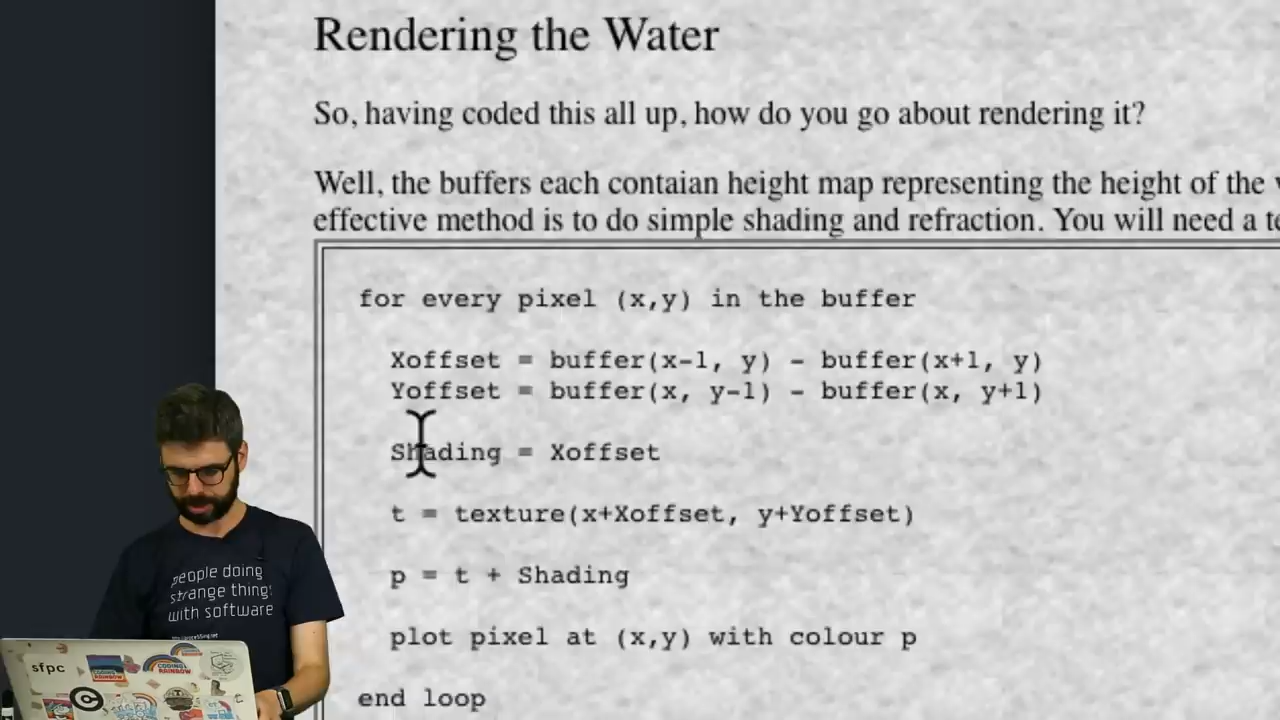 Rendering the Water
So, having coded this all up, how do you go about rendering it?
Well, the buffers each contaian height map representing the height of the
effective method is to do simple shading and refraction. You will need a
for every pixel (x,y) in the buffer
Xoffset = buffer(x-1, y) - buffer(x+1, y)
Yoffset = buffer(x, y-1) - buffer(x, y+1)
Shading = Xoffset
t = texture(x+Xoffset, y+Yoffset)
p = t + Shading
plot pixel at (x,y) with colour p
end loop
people doing
strange things
with software
sfpc